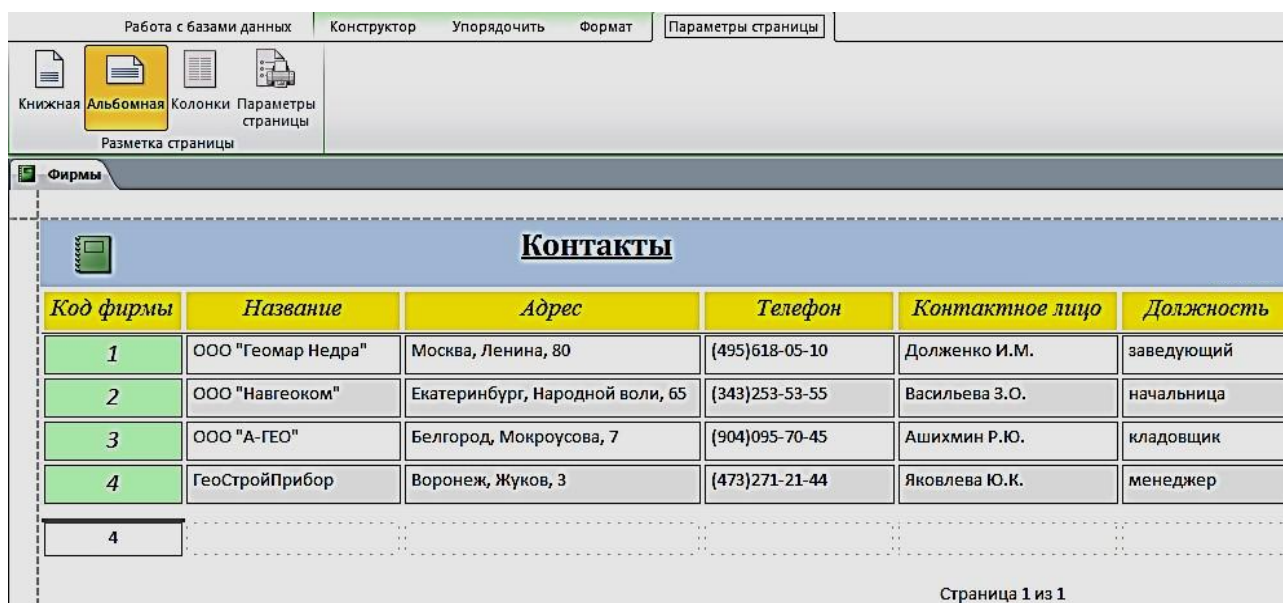 Работа с базами данных Конструктор Упорядочить Формат Параметры страницы
Книжная Альбомная Колонки Параметры страницы
Разметка страницы
Фирмы
Контакты
Код фирмы Название Адрес Телефон Контактное лицо Должность
1 ООО "Геомар Недра" Москва, Ленина, 80 (495)618-05-10 Долженко И.М. заведующий
2 ООО "Навгеоком" Екатеринбург, Народной воли, 65 (343)253-53-55 Васильева З.О. начальница
3 ООО "А-ГЕО" Белгород, Мокроусова, 7 (904)095-70-45 Ашихмин Р.Ю. кладовщик
4 ГеоСтройПрибор Воронеж, Жуков, 3 (473)271-21-44 Яковлева Ю.К. менеджер
4
Страница 1 из 1